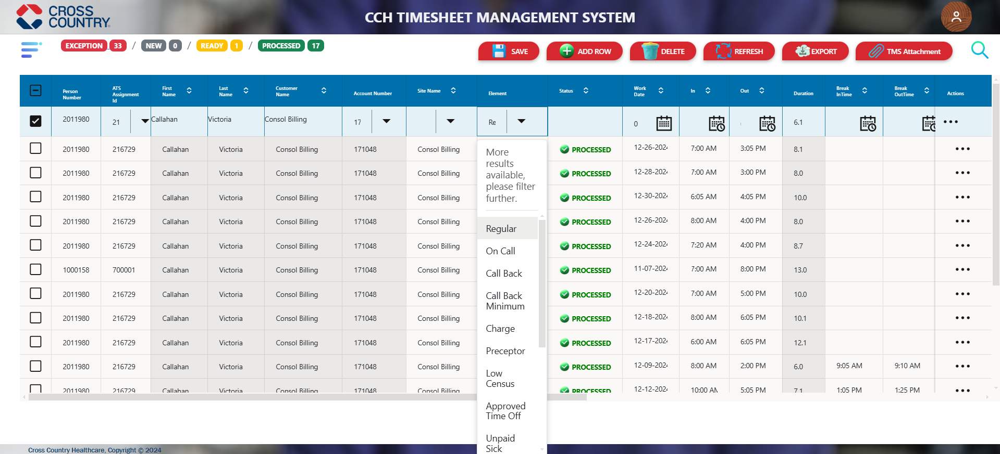 CROSS
COUNTRY
CCH TIMESHEET MANAGEMENT SYSTEM
EXCEPTION 33 / NEW 0 / READY 1 / PROCESSED 17
SAVE ADD ROW DELETE REFRESH EXPORT TMS Attachment
Person Number ATS Assignment Id First Name Last Name Customer Name Account Number Site Name Element Status Work Date In Out Duration Break InTime Break OutTime Actions
2011980 21 Callahan Victoria Consol Billing 17 Re 0 6.1
2011980 216729 Callahan Victoria Consol Billing 171048 Consol Billing PROCESSED 12-26-202 7:00 AM 3:05 PM 8.1
2011980 216729 Callahan Victoria Consol Billing 171048 Consol Billing PROCESSED 12-28-202 7:00 AM 3:00 PM 8.0
2011980 216729 Callahan Victoria Consol Billing 171048 Consol Billing PROCESSED 12-30-202 6:05 AM 4:05 PM 10.0
2011980 216729 Callahan Victoria Consol Billing 171048 Consol Billing PROCESSED 12-26-202 8:00 AM 4:00 PM 8.0
2011980 216729 Callahan Victoria Consol Billing 171048 Consol Billing PROCESSED 12-24-202 7:20 AM 4:00 PM 8.7
1000158 700001 Callahan Victoria Consol Billing 171048 Consol Billing PROCESSED 11-07-202 7:00 AM 8:00 PM 13.0
2011980 216729 Callahan Victoria Consol Billing 171048 Consol Billing PROCESSED 12-20-202 7:00 AM 5:00 PM 10.0
2011980 216729 Callahan Victoria Consol Billing 171048 Consol Billing PROCESSED 12-18-202 8:00 AM 6:05 PM 10.1
2011980 216729 Callahan Victoria Consol Billing 171048 Consol Billing PROCESSED 12-17-202 6:00 AM 6:05 PM 12.1
2011980 216729 Callahan Victoria Consol Billing 171048 Consol Billing PROCESSED 12-09-202 8:00 AM 2:00 PM 6.0 9:05 AM 9:10 AM
2011980 216729 Callahan Victoria Consol Billing 171048 Consol Billing PROCESSED 12-12-202 10:00 AM 5:05 PM 7.1 1:05 PM 1:25 PM
More
results
available,
please filter
further.
Regular
On Call
Call Back
Call Back
Minimum
Charge
Preceptor
Low
Census
Approved
Time Off
Unpaid
Sick
Cross Country Healthcare, Copyright © 2024